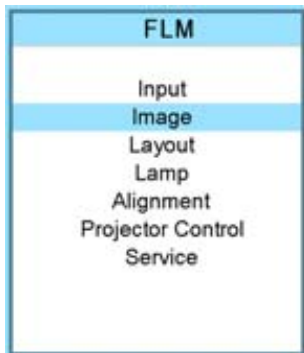 FLM
Input
Image
Layout
Lamp
Alignment
Projector Control
Service